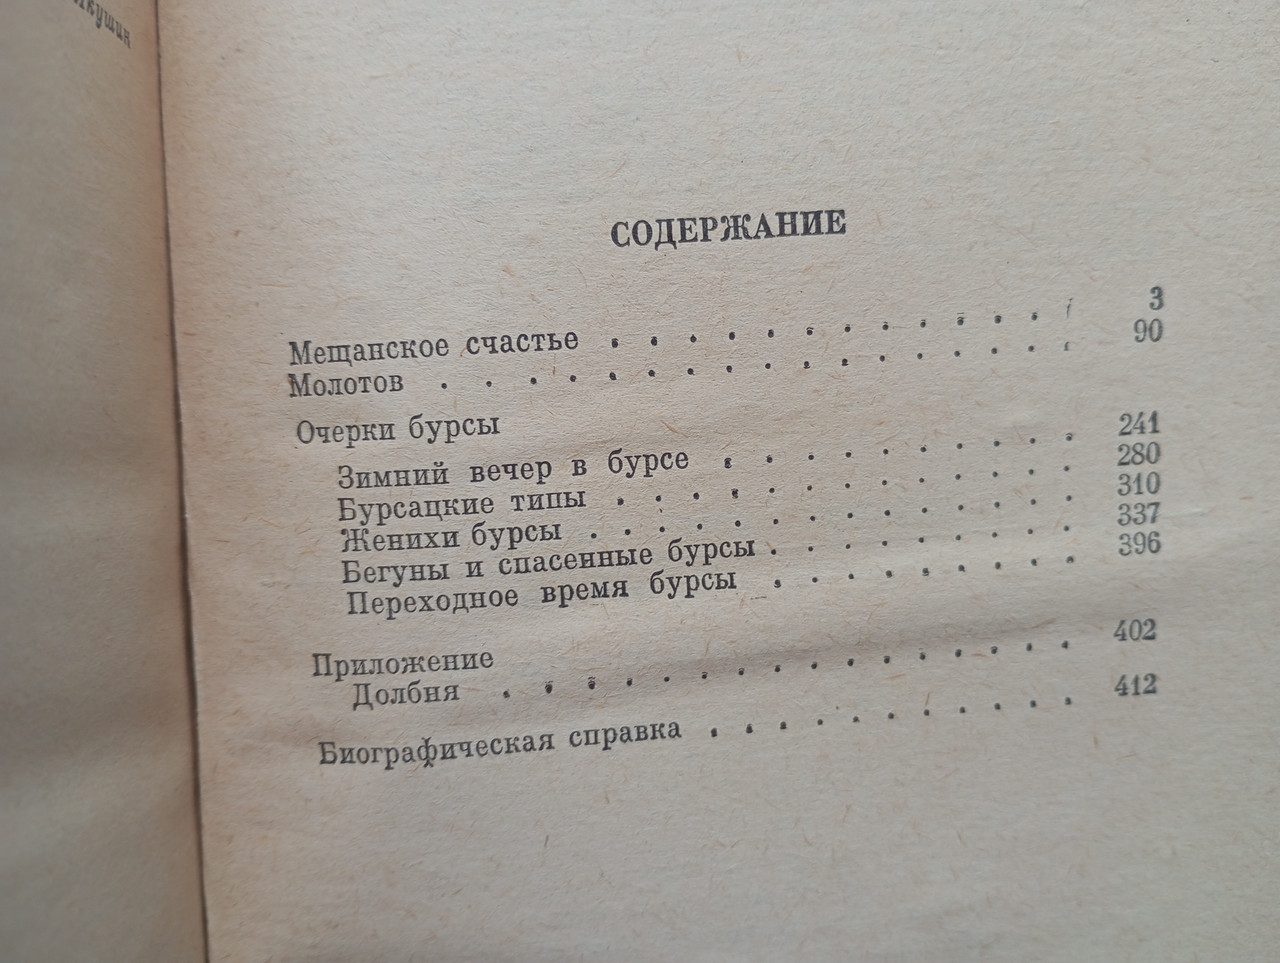 СОДЕРЖАНИЕ
Мещанское счастье . . . . . . . . . . . . . 3
Молотов . . . . . . . . . . . . . . . . . 90
Очерки бурсы
Зимний вечер в бурсе . . . . . . . . . . 241
Бурсацкие типы . . . . . . . . . . . . 280
Женихи бурсы . . . . . . . . . . . . . 310
Бегуны и спасенные бурсы . . . . . . . . 337
Переходное время бурсы . . . . . . . . . 396
Приложение
Долбня . . . . . . . . . . . . . . . 402
Биографическая справка . . . . . . . . . . 412